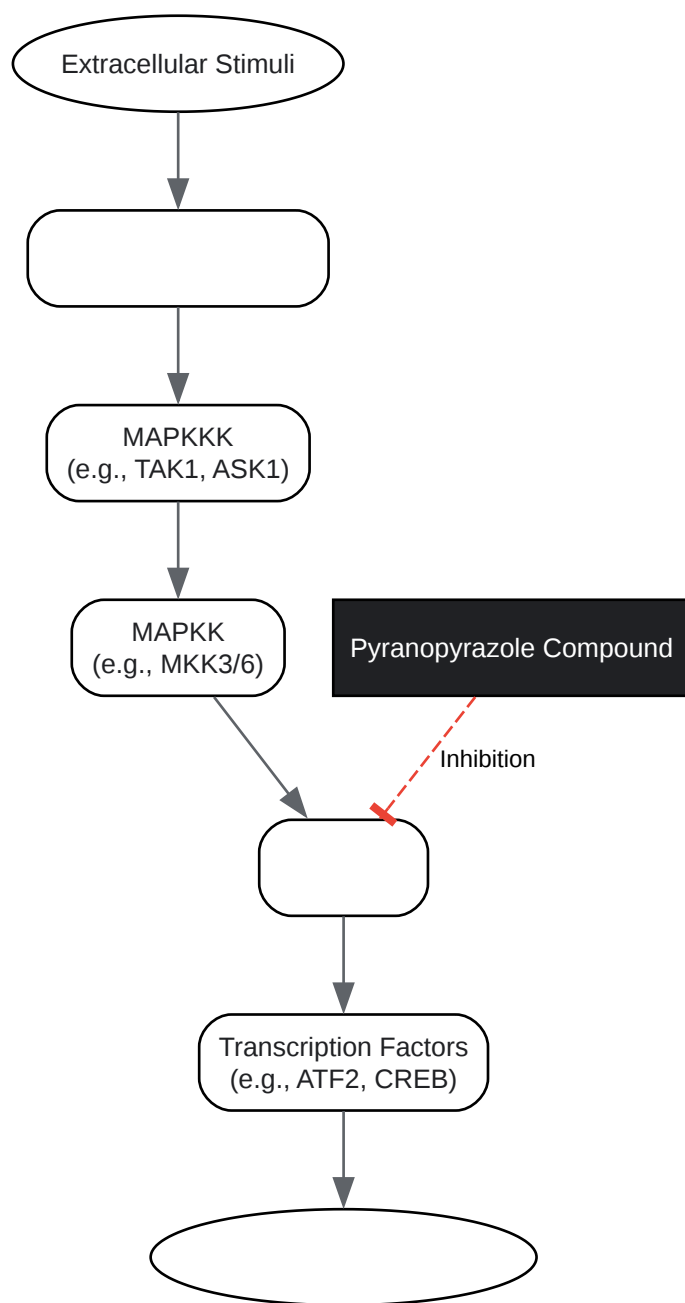 Extracellular Stimuli
MAPKKK
(e.g., TAK1, ASK1)
MAPKK
(e.g., MKK3/6)
Pyranopyrazole Compound
Inhibition
Transcription Factors
(e.g., ATF2, CREB)